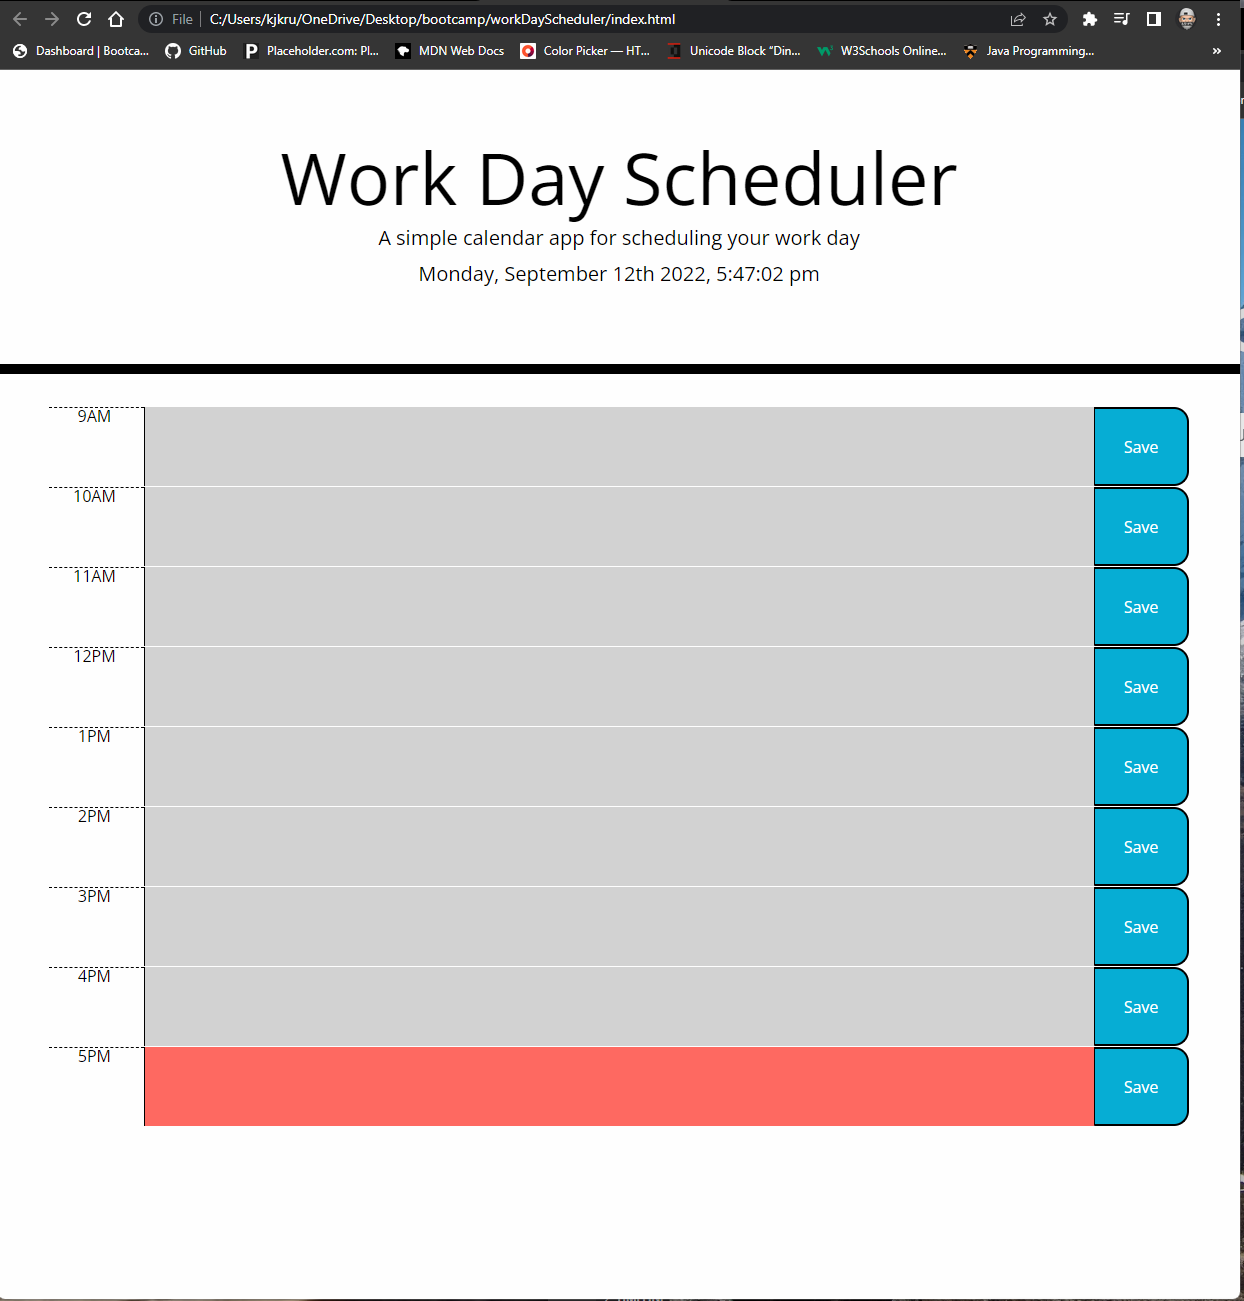 File C:/Users/kjkru/OneDrive/Desktop/bootcamp/workDayScheduler/index.html
Dashboard | Bootca... GitHub Placeholder.com: Pl... MDN Web Docs Color Picker — HT... Unicode Block “Din... W3Schools Online... Java Programming... »
Work Day Scheduler
A simple calendar app for scheduling your work day
Monday, September 12th 2022, 5:47:02 pm
9AM Save
10AM Save
11AM Save
12PM Save
1PM Save
2PM Save
3PM Save
4PM Save
5PM Save